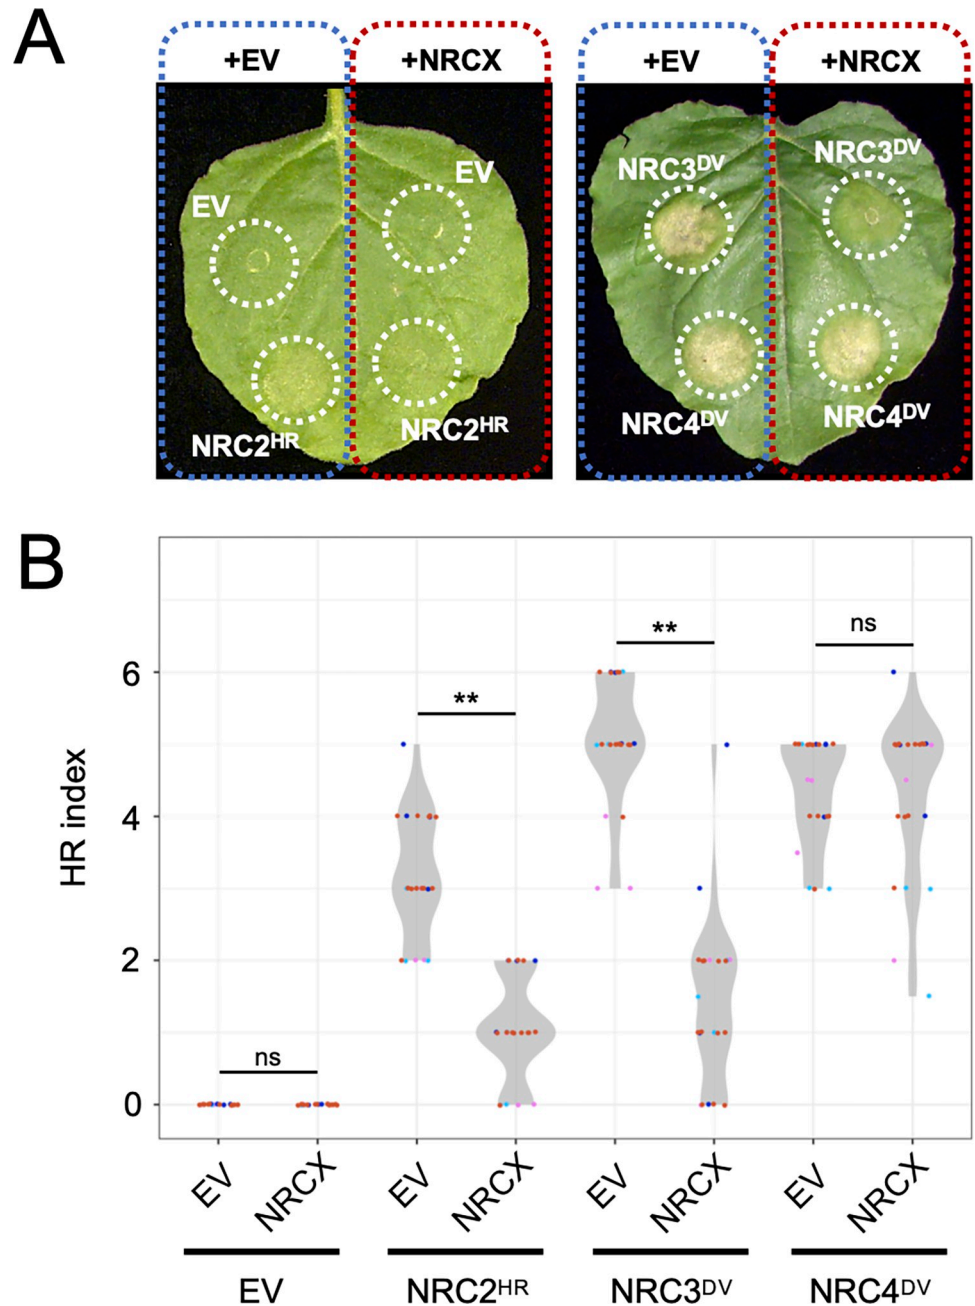 A
+EV +NRCX +EV +NRCX
EV EV NRC3ᴰⱽ NRC3ᴰⱽ
NRC2ᴴᴿ NRC2ᴴᴿ NRC4ᴰⱽ NRC4ᴰⱽ
B
HR index
6
4
2
0
ns ** ** ns
EV NRCX EV NRCX EV NRCX EV NRCX
EV NRC2ᴴᴿ NRC3ᴰⱽ NRC4ᴰⱽ